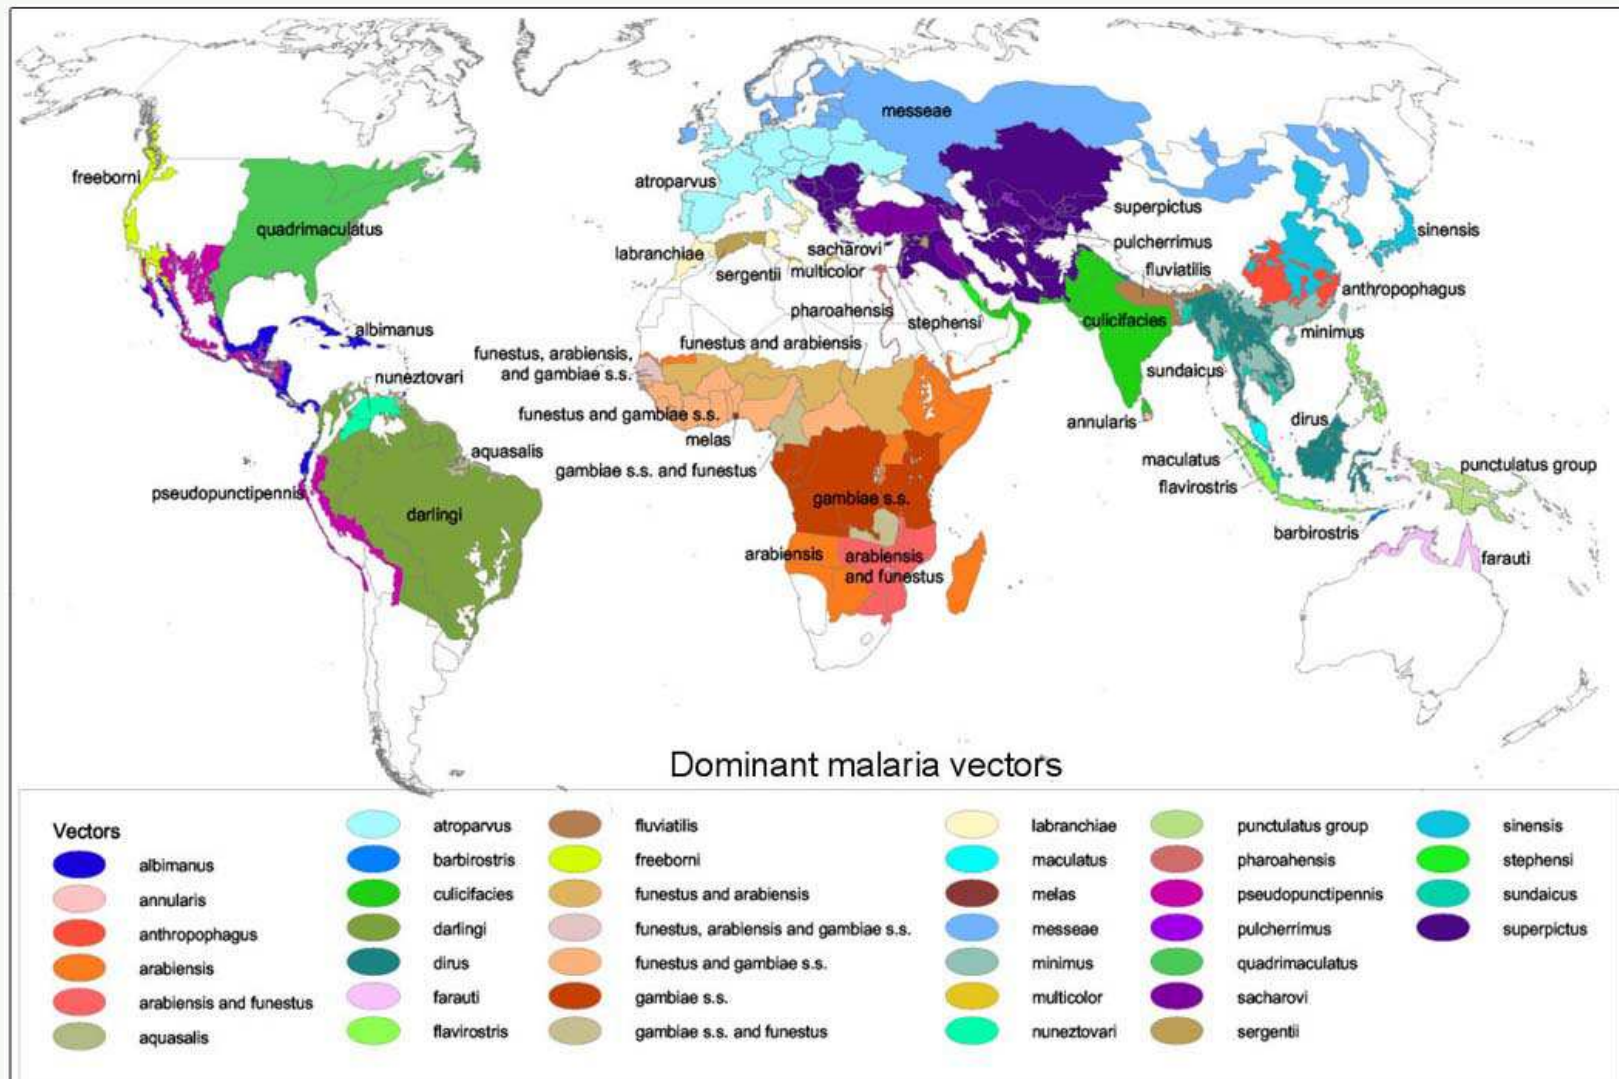 messeae
freeborni
atroparvus
quadrimaculatus
superpictus
sinensis
labranchiae
sacharovi
pulcherrimus
sergentii
multicolor
fluviatilis
anthropophagus
pharoahensis
stephensi
culicifacies
minimus
albimanus
funestus and arabiensis
funestus, arabiensis,
and gambiae s.s.
nuneztovari
sundaicus
funestus and gambiae s.s.
melas
annularis
dirus
aquasalis
gambiae s.s. and funestus
maculatus
punctulatus group
pseudopunctipennis
gambiae s.s.
flavirostris
darlingi
barbirostris
arabiensis
arabiensis
and funestus
farauti
Dominant malaria vectors
Vectors
albimanus
annularis
anthropophagus
arabiensis
arabiensis and funestus
aquasalis
atroparvus
barbirostris
culicifacies
darlingi
dirus
farauti
flavirostris
fluviatilis
freeborni
funestus and arabiensis
funestus, arabiensis and gambiae s.s.
funestus and gambiae s.s.
gambiae s.s.
gambiae s.s. and funestus
labranchiae
maculatus
melas
messeae
minimus
multicolor
nuneztovari
punctulatus group
pharoahensis
pseudopunctipennis
pulcherrimus
quadrimaculatus
sacharovi
sergentii
sinensis
stephensi
sundaicus
superpictus